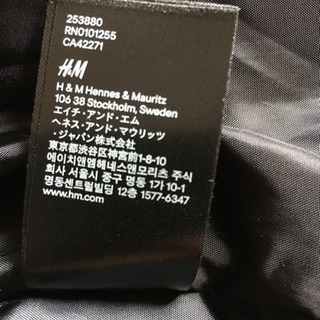 253880
RN0101255
CA42271
H&M
H & M Hennes & Mauritz
106 38 Stockholm, Sweden
エイチ・アンド・エム
ヘネス・アンド・マウリッツ
・ジャパン株式会社
東京都渋谷区神宮前1-8-10
에이치앤엠헤네스앤모리츠 주식
회사 서울시 중구 명동 1가 10-1
명동센트럴빌딩 12층 1577-6347
www.hm.com